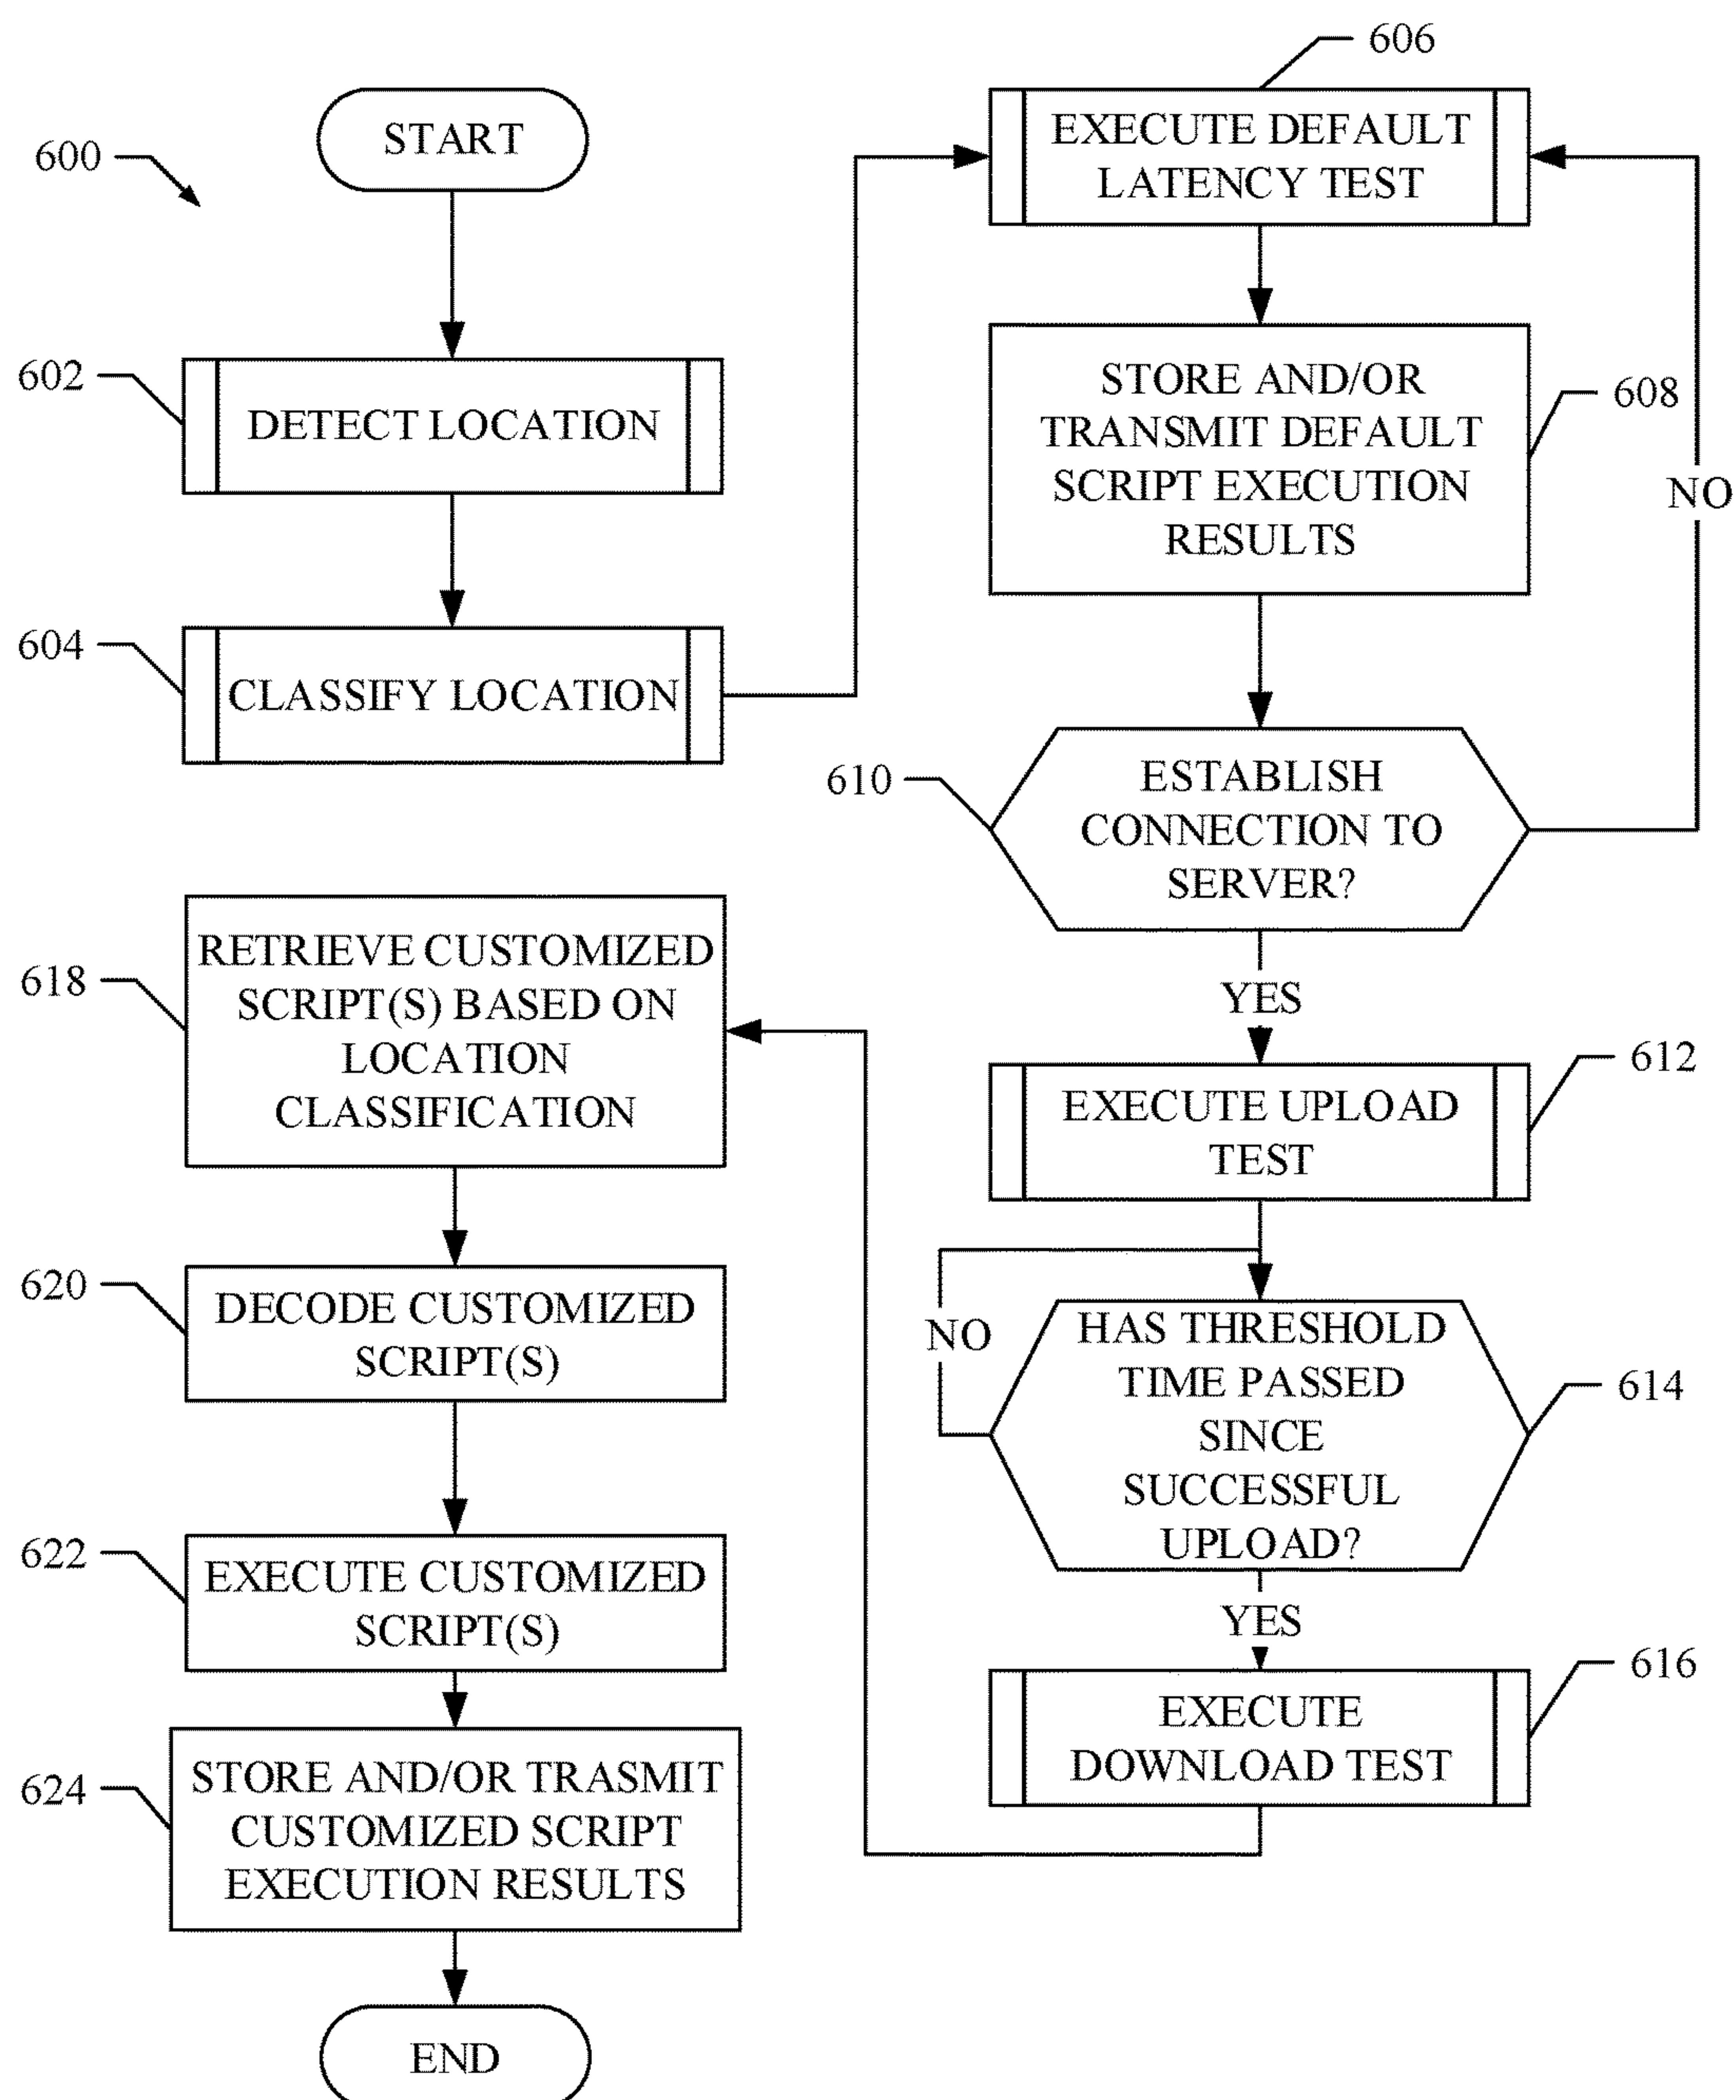 600
START
602
DETECT LOCATION
604
CLASSIFY LOCATION
606
EXECUTE DEFAULT
LATENCY TEST
608
STORE AND/OR
TRANSMIT DEFAULT
SCRIPT EXECUTION
RESULTS
610
ESTABLISH
CONNECTION TO
SERVER?
NO
YES
612
EXECUTE UPLOAD
TEST
614
HAS THRESHOLD
TIME PASSED
SINCE
SUCCESSFUL
UPLOAD?
NO
YES
616
EXECUTE
DOWNLOAD TEST
618
RETRIEVE CUSTOMIZED
SCRIPT(S) BASED ON
LOCATION
CLASSIFICATION
620
DECODE CUSTOMIZED
SCRIPT(S)
622
EXECUTE CUSTOMIZED
SCRIPT(S)
624
STORE AND/OR TRASMIT
CUSTOMIZED SCRIPT
EXECUTION RESULTS
END